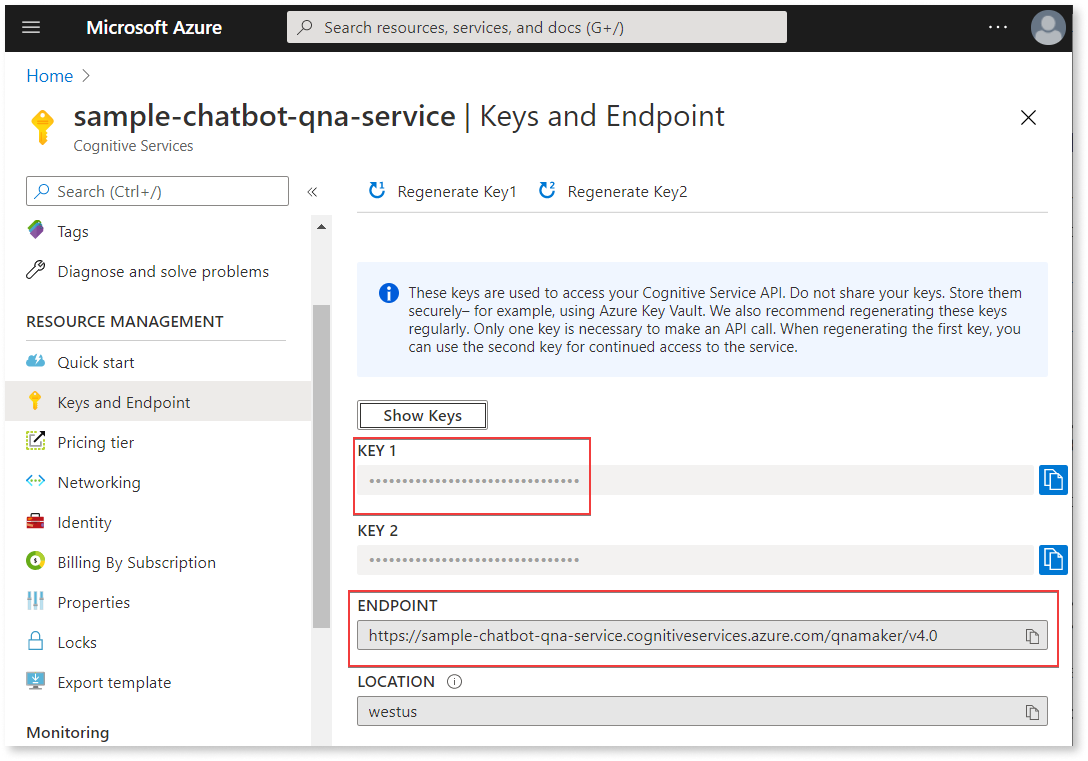 Microsoft Azure
Search resources, services, and docs (G+/)
Home
sample-chatbot-qna-service | Keys and Endpoint
Cognitive Services
Search (Ctrl+/)
Tags
Diagnose and solve problems
RESOURCE MANAGEMENT
Quick start
Keys and Endpoint
Pricing tier
Networking
Identity
Billing By Subscription
Properties
Locks
Export template
Monitoring
Regenerate Key1
Regenerate Key2
These keys are used to access your Cognitive Service API. Do not share your keys. Store them
securely– for example, using Azure Key Vault. We also recommend regenerating these keys
regularly. Only one key is necessary to make an API call. When regenerating the first key, you
can use the second key for continued access to the service.
Show Keys
KEY 1
••••••••••••••••••••••••••••••••
KEY 2
••••••••••••••••••••••••••••••••
ENDPOINT
https://sample-chatbot-qna-service.cognitiveservices.azure.com/qnamaker/v4.0
LOCATION
westus